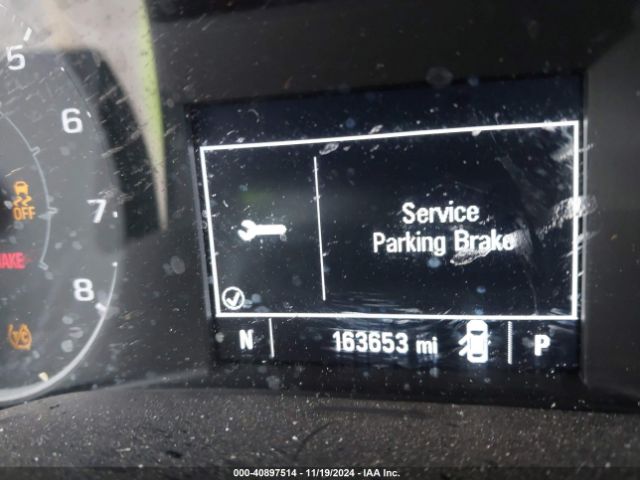 5
6
7
8
OFF
Service
Parking Brake
N 163653 mi P
000-40897514 - 11/19/2024 - IAA Inc.